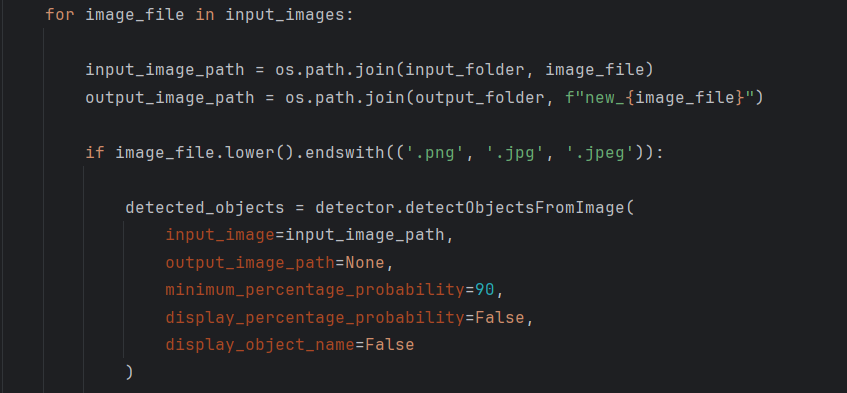 for image_file in input_images:
input_image_path = os.path.join(input_folder, image_file)
output_image_path = os.path.join(output_folder, f"new_{image_file}")
if image_file.lower().endswith(('.png', '.jpg', '.jpeg')):
detected_objects = detector.detectObjectsFromImage(
input_image=input_image_path,
output_image_path=None,
minimum_percentage_probability=90,
display_percentage_probability=False,
display_object_name=False
)